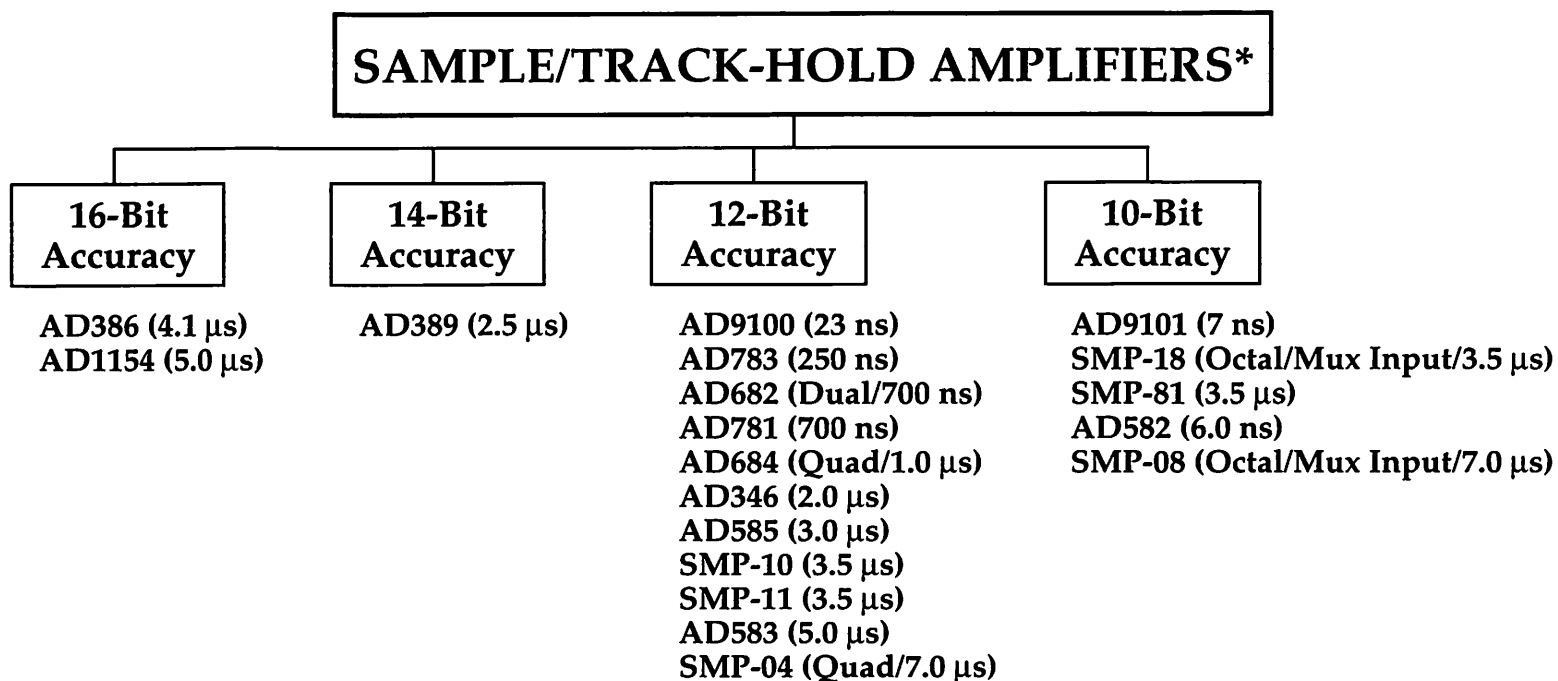 SAMPLE/TRACK-HOLD AMPLIFIERS*
16-Bit
Accuracy
AD386 (4.1 µs)
AD1154 (5.0 µs)
14-Bit
Accuracy
AD389 (2.5 µs)
12-Bit
Accuracy
AD9100 (23 ns)
AD783 (250 ns)
AD682 (Dual/700 ns)
AD781 (700 ns)
AD684 (Quad/1.0 µs)
AD346 (2.0 µs)
AD585 (3.0 µs)
SMP-10 (3.5 µs)
SMP-11 (3.5 µs)
AD583 (5.0 µs)
SMP-04 (Quad/7.0 µs)
10-Bit
Accuracy
AD9101 (7 ns)
SMP-18 (Octal/Mux Input/3.5 µs)
SMP-81 (3.5 µs)
AD582 (6.0 ns)
SMP-08 (Octal/Mux Input/7.0 µs)